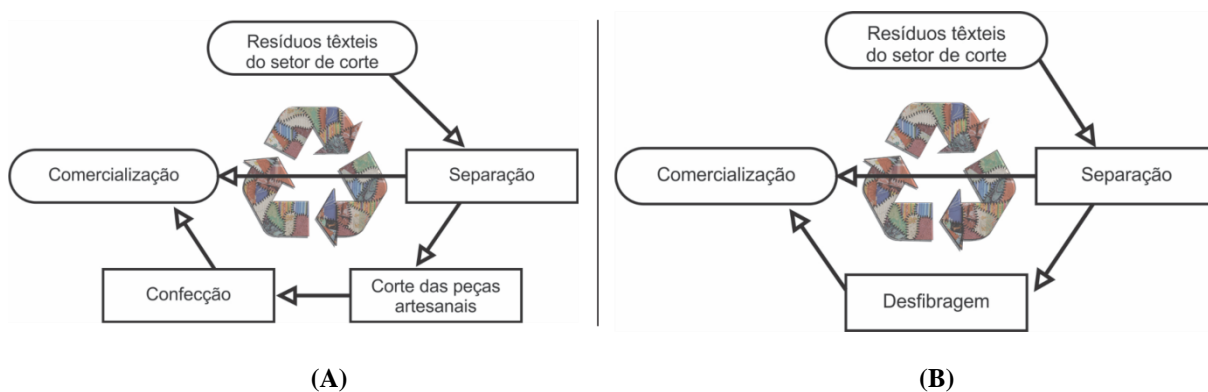 Resíduos têxteis
do setor de corte
Comercialização
Separação
Confecção
Corte das peças
artesanais
(A)
Resíduos têxteis
do setor de corte
Comercialização
Separação
Desfibragem
(B)